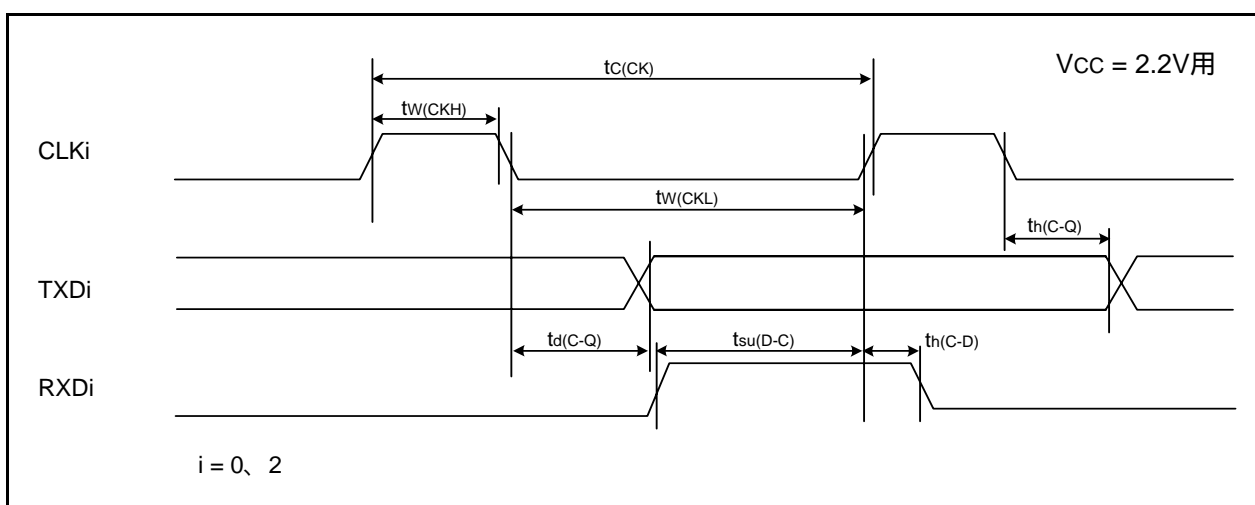 VCC = 2.2V用
tC(CK)
tW(CKH)
CLKi
tW(CKL)
th(C-Q)
TXDi
td(C-Q)
tsu(D-C)
th(C-D)
RXDi
i = 0、 2